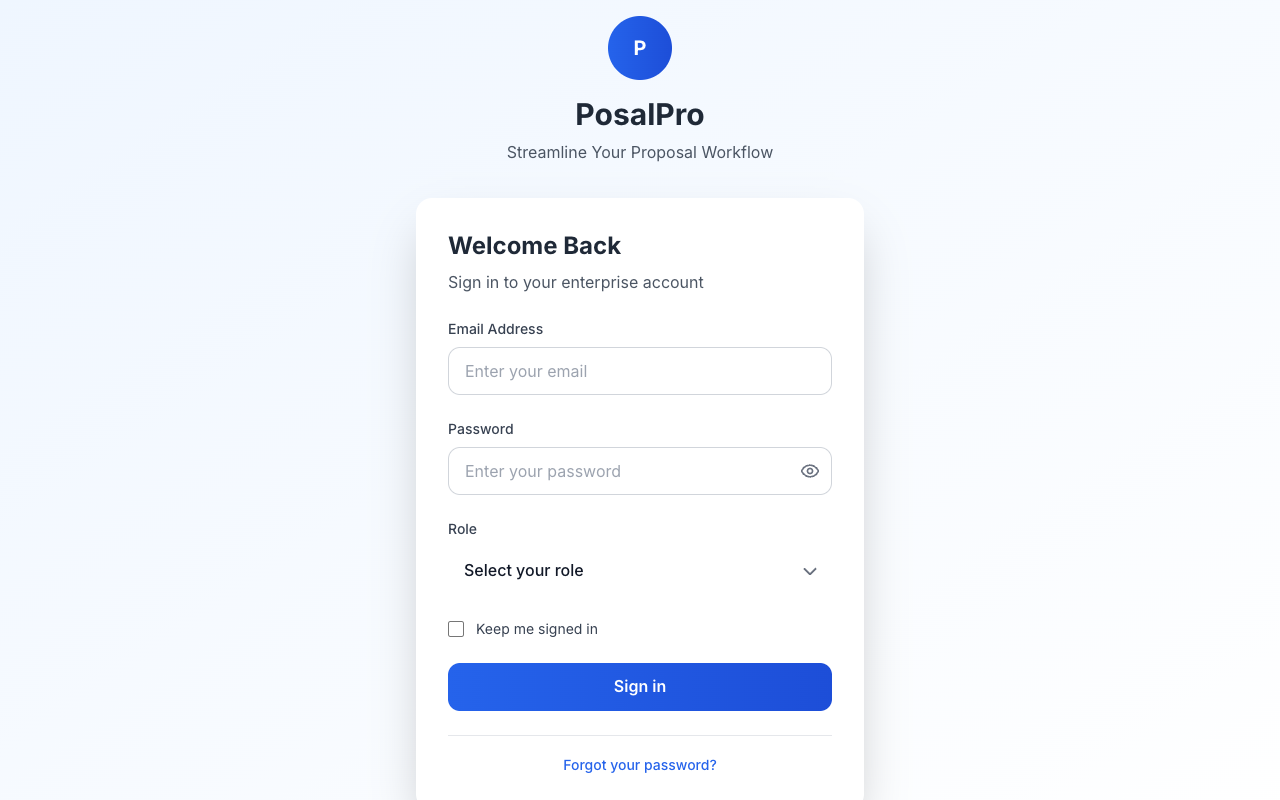 P
PosalPro
Streamline Your Proposal Workflow
Welcome Back
Sign in to your enterprise account
Email Address
Enter your email
Password
Enter your password
Role
Select your role
Keep me signed in
Sign in
Forgot your password?